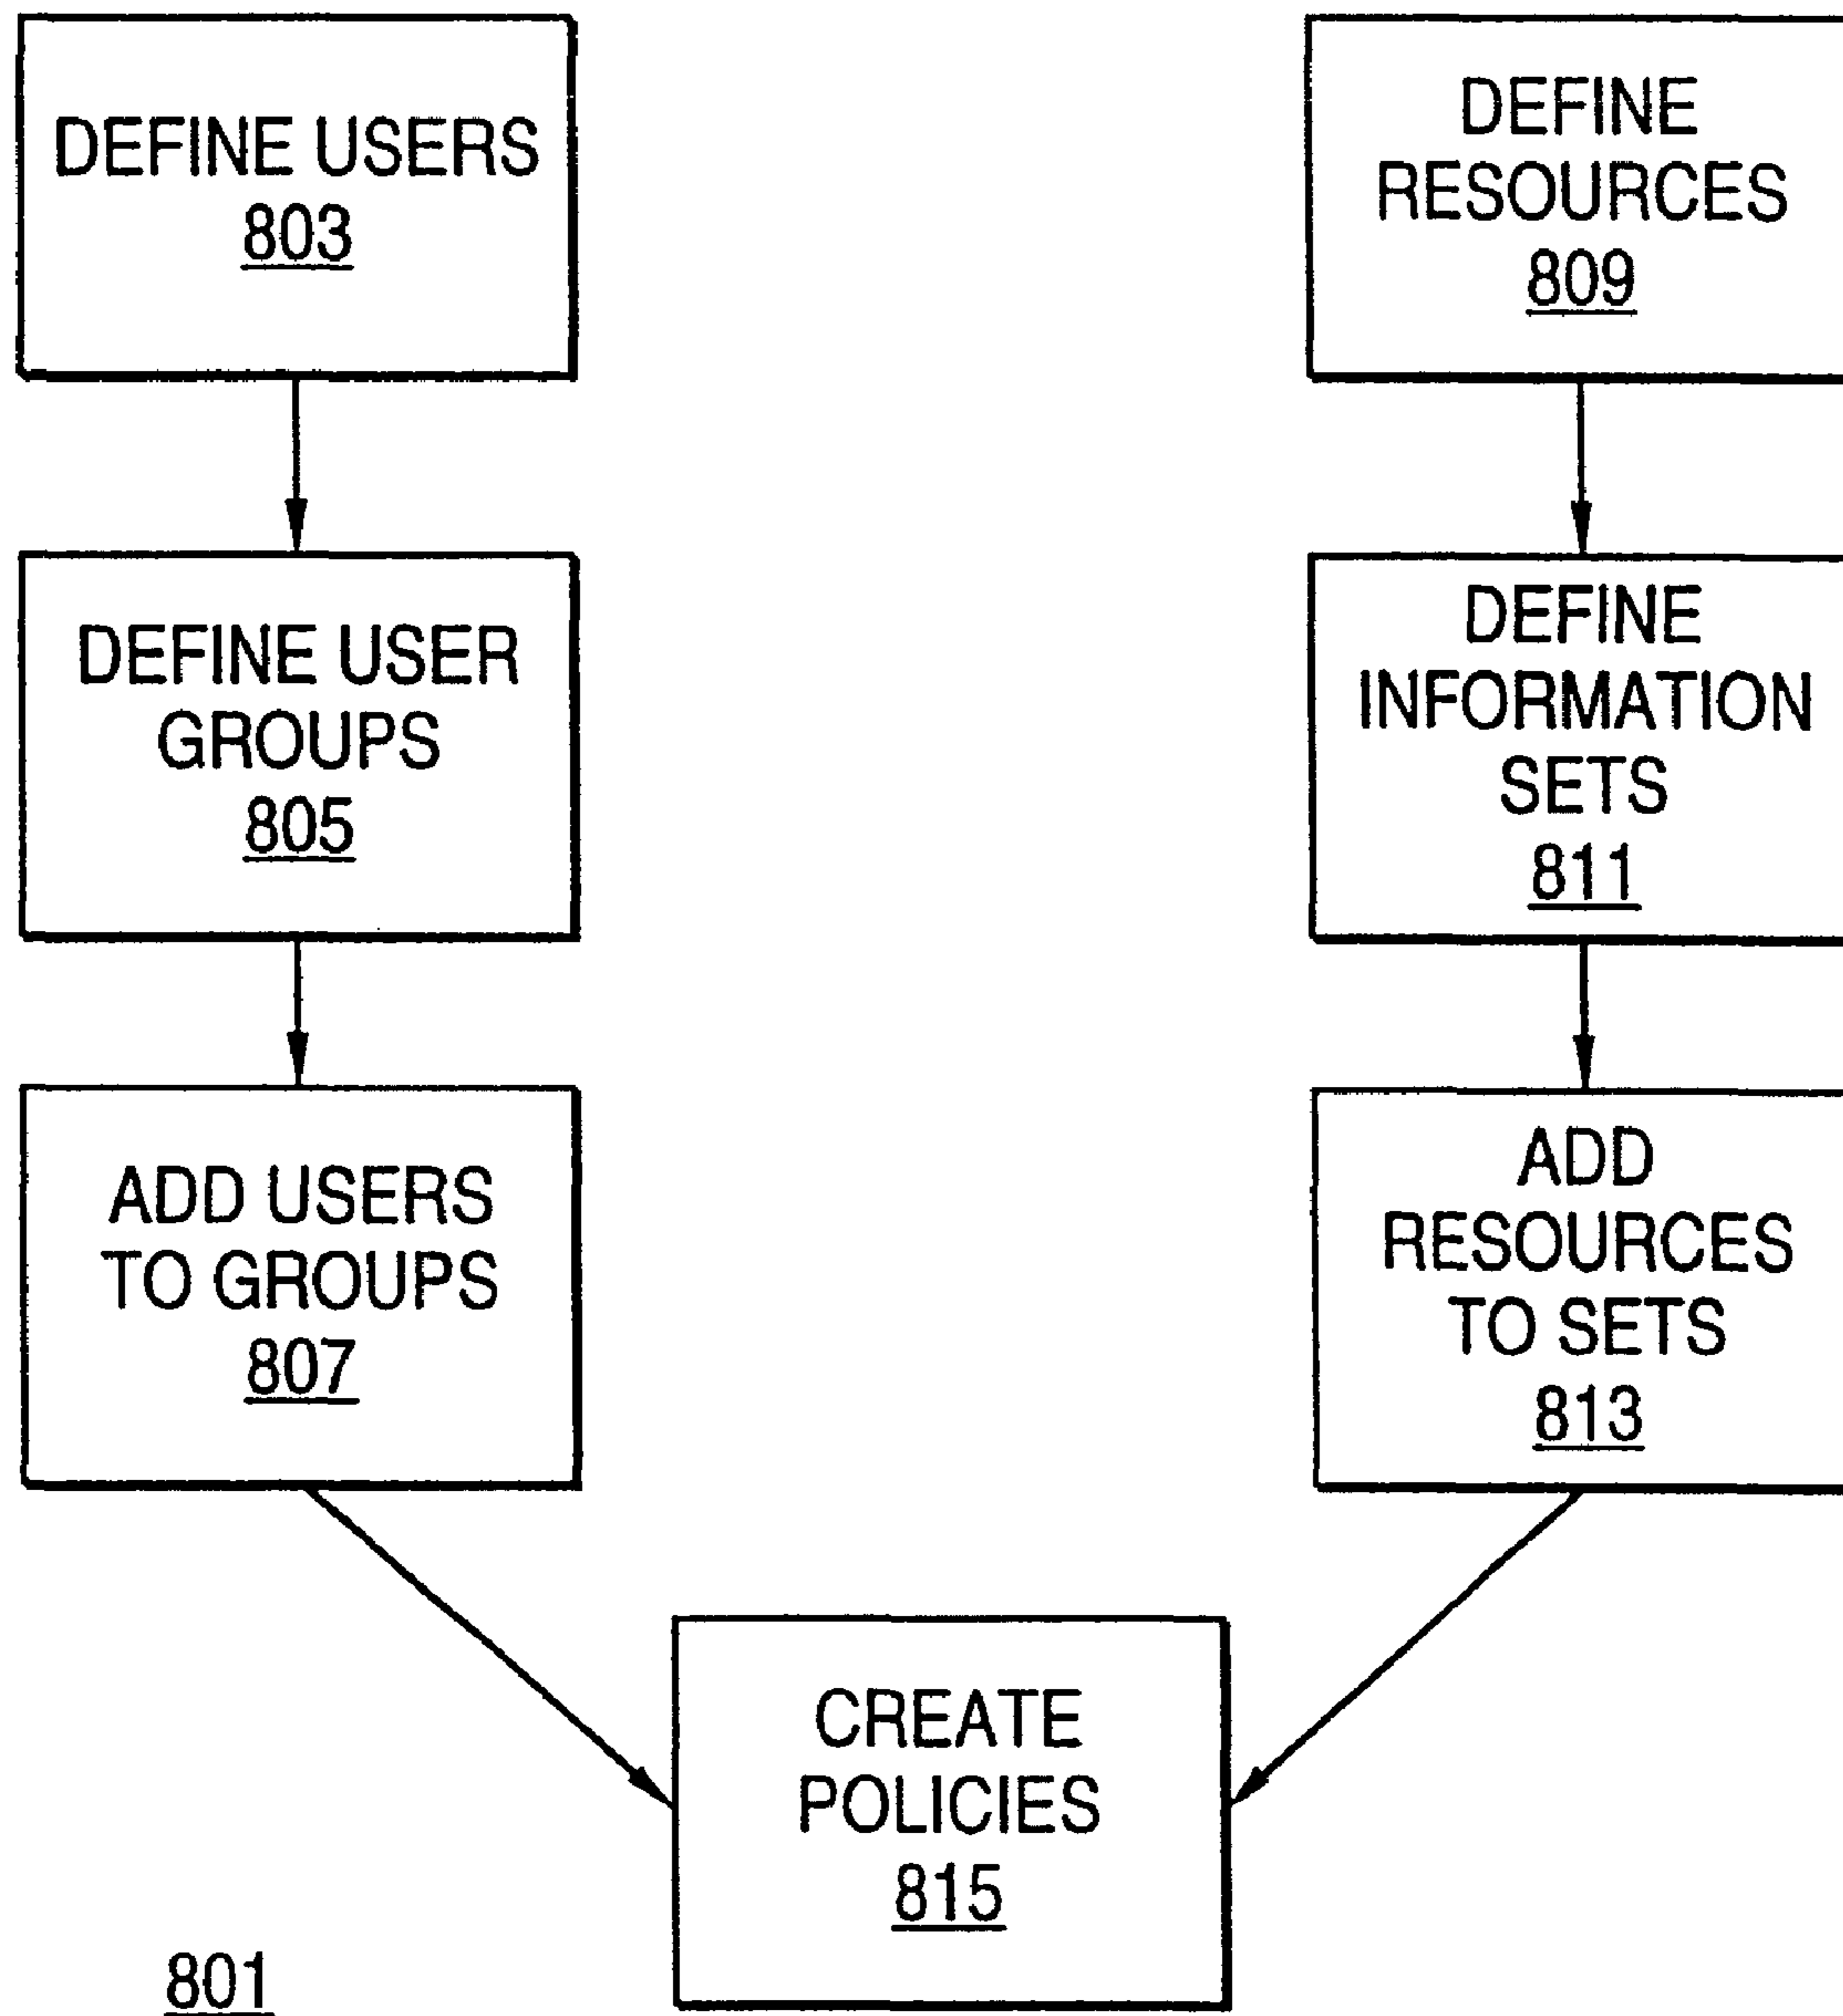 DEFINE USERS
803
DEFINE USER
GROUPS
805
ADD USERS
TO GROUPS
807
DEFINE
RESOURCES
809
DEFINE
INFORMATION
SETS
811
ADD
RESOURCES
TO SETS
813
CREATE
POLICIES
815
801